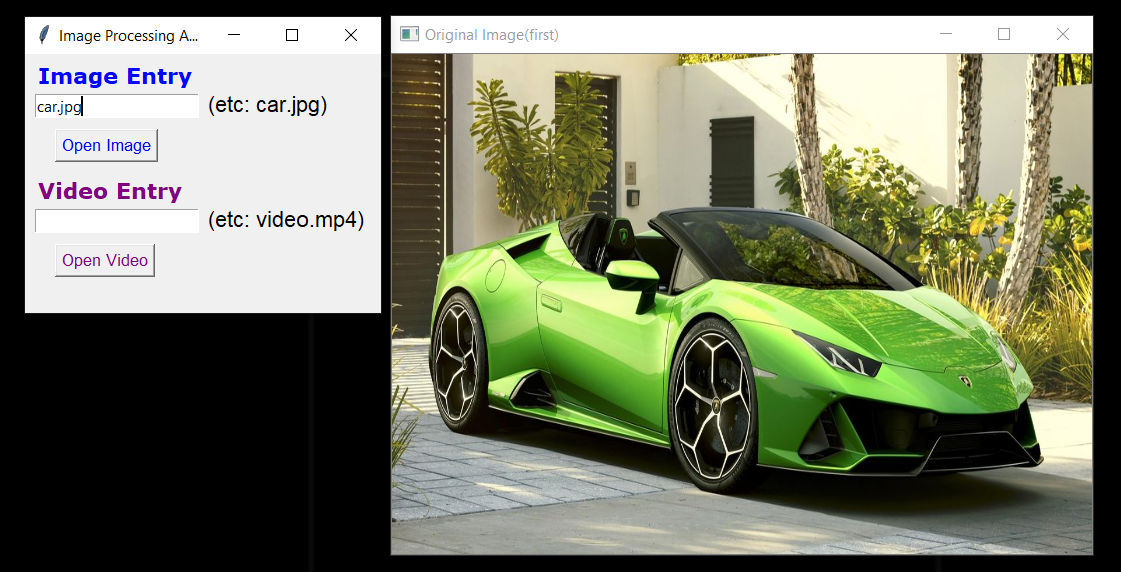 Image Processing A...
Image Entry
car.jpg (etc: car.jpg)
Open Image
Video Entry
(etc: video.mp4)
Open Video
Original Image(first)